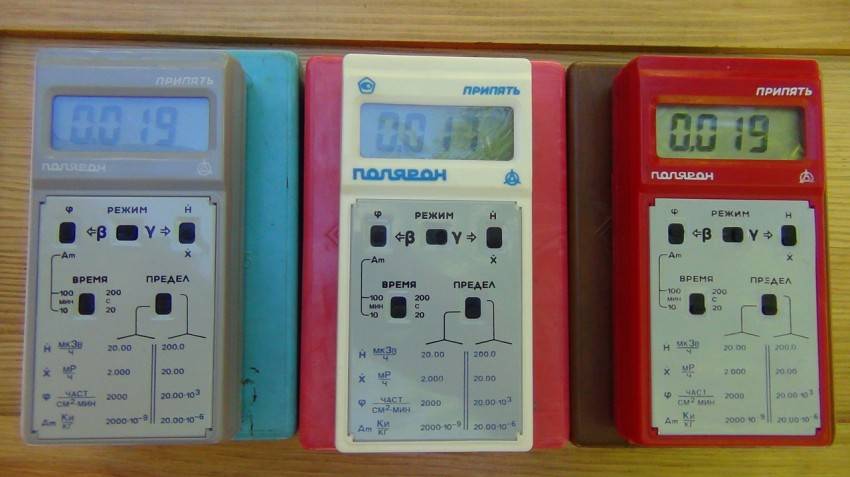 ПРИПЯТЬ
0.019
ПОЛЯРОН
φ РЕЖИМ Ḣ
⇐β γ⇒
Ẋ
Am
ВРЕМЯ ПРЕДЕЛ
100 200
МИН С
10 20
Ḣ мкЗв/ч 20.00 200.0
Ẋ мР/ч 2.000 20.00
φ ЧАСТ/СМ²·МИН 2000 20.00·10³
Am Ки/КГ 2000·10⁻⁹ 20.00·10⁻⁶
ПРИПЯТЬ
ПОЛЯРОН
φ РЕЖИМ Ḣ
⇐β γ⇒
Ẋ
Am
ВРЕМЯ ПРЕДЕЛ
100 200
МИН С
10 20
Ḣ мкЗв/ч 20.00 200.0
Ẋ мР/ч 2.000 20.00
φ ЧАСТ/СМ²·МИН 2000 20.00·10³
Am Ки/КГ 2000·10⁻⁹ 20.00·10⁻⁶
ПРИПЯТЬ
0.019
ПОЛЯРОН
φ РЕЖИМ Н
⇐β γ⇒
Х
Am
ВРЕМЯ ПРЕДЕЛ
100 200
МИН С
10 20
Ḣ мкЗв/ч 20.00 200.0
Ẋ мР/ч 2.000 20.00
φ ЧАСТ/СМ²·МИН 2000 20.00·10³
Am Ки/КГ 2000·10⁻⁹ 20.00·10⁻⁶